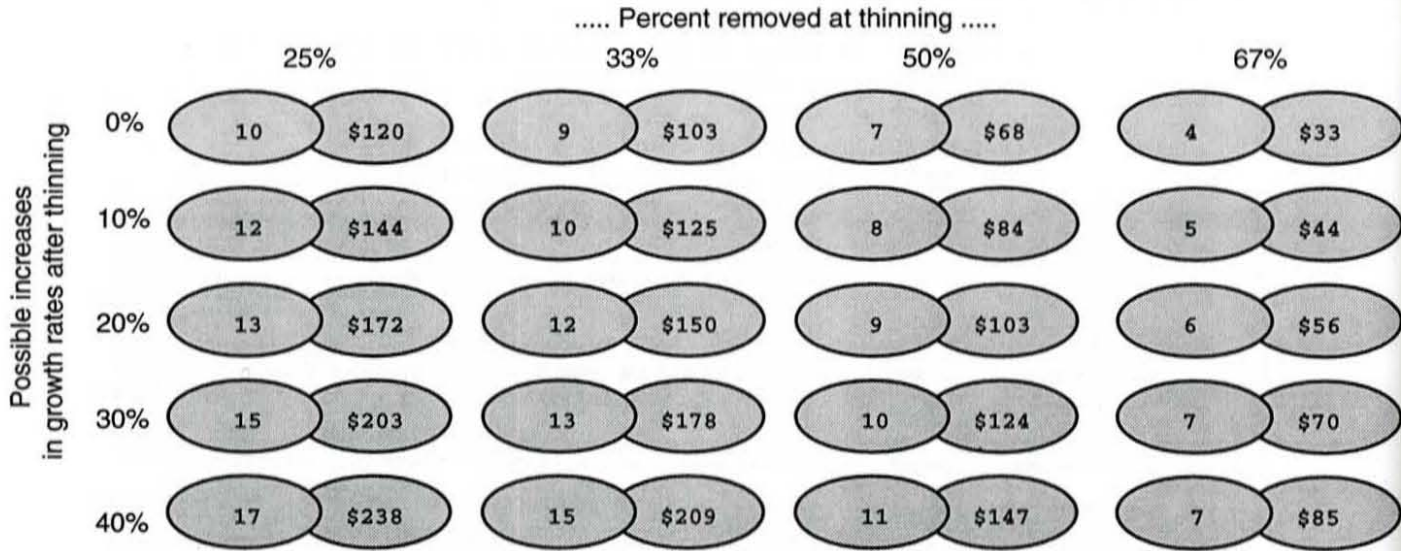 ..... Percent removed at thinning .....
25% 33% 50% 67%
Possible increases
in growth rates after thinning
0% 10 $120 9 $103 7 $68 4 $33
10% 12 $144 10 $125 8 $84 5 $44
20% 13 $172 12 $150 9 $103 6 $56
30% 15 $203 13 $178 10 $124 7 $70
40% 17 $238 15 $209 11 $147 7 $85